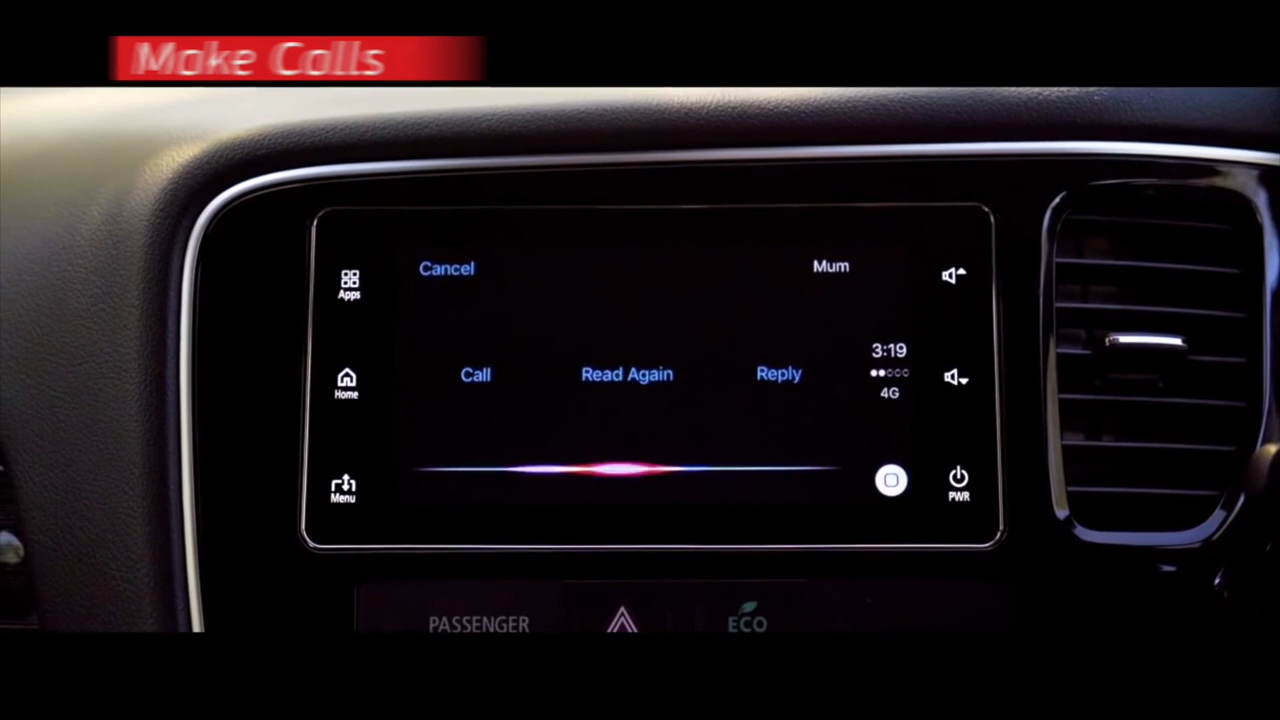 Make Calls
Cancel
Mum
Apps
3:19
Call
Read Again
Reply
Home
4G
Menu
PWR
PASSENGER
ECO